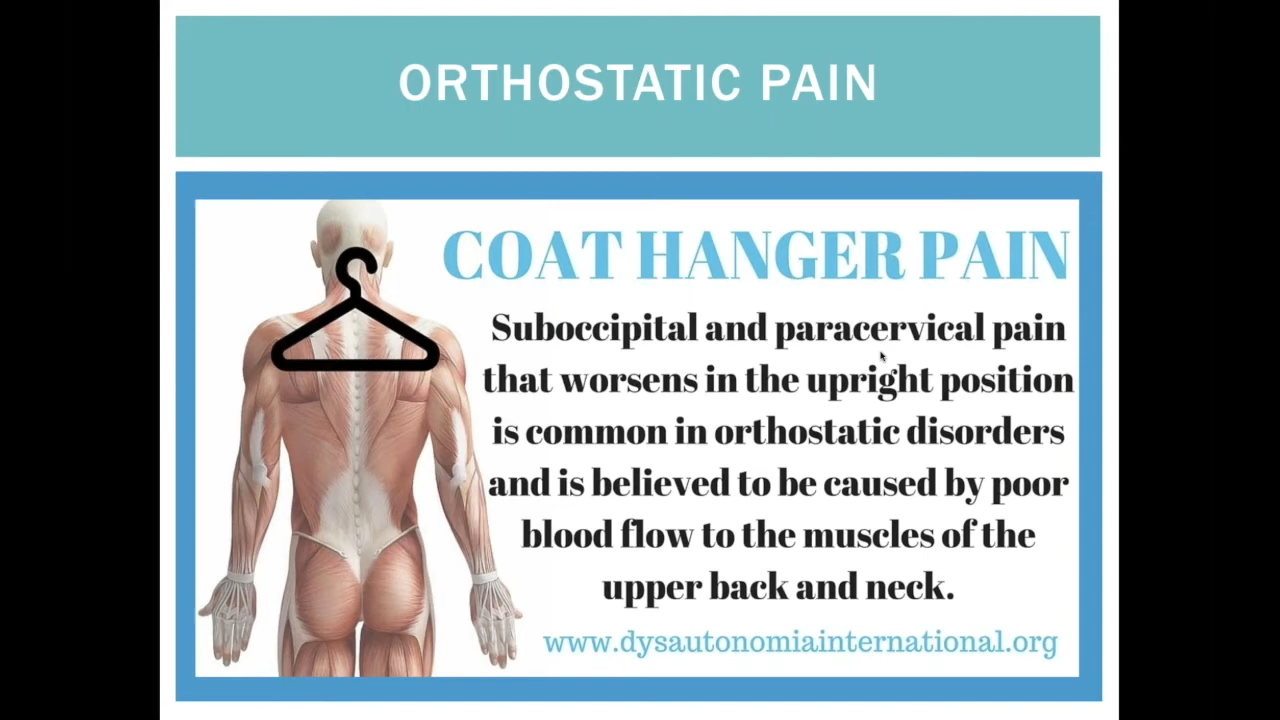 ORTHOSTATIC PAIN
COAT HANGER PAIN
Suboccipital and paracervical pain
that worsens in the upright position
is common in orthostatic disorders
and is believed to be caused by poor
blood flow to the muscles of the
upper back and neck.
www.dysautonomiainternational.org